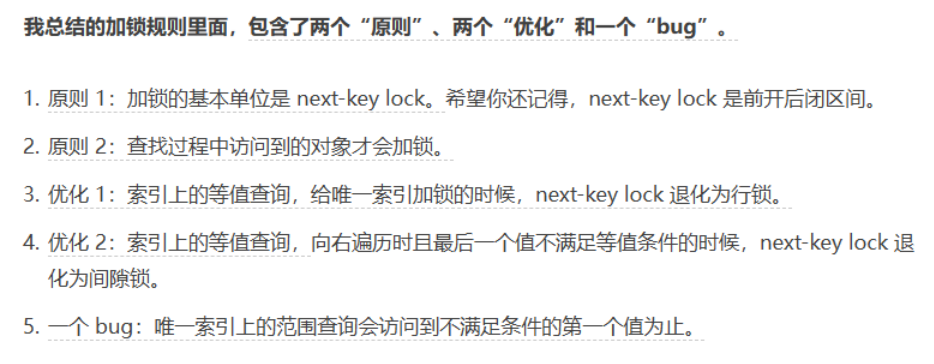 我总结的加锁规则里面，包含了两个“原则”、两个“优化”和一个“bug”。
1. 原则 1：加锁的基本单位是 next-key lock。希望你还记得，next-key lock 是前开后闭区间。
2. 原则 2：查找过程中访问到的对象才会加锁。
3. 优化 1：索引上的等值查询，给唯一索引加锁的时候，next-key lock 退化为行锁。
4. 优化 2：索引上的等值查询，向右遍历时且最后一个值不满足等值条件的时候，next-key lock 退
化为间隙锁。
5. 一个 bug：唯一索引上的范围查询会访问到不满足条件的第一个值为止。